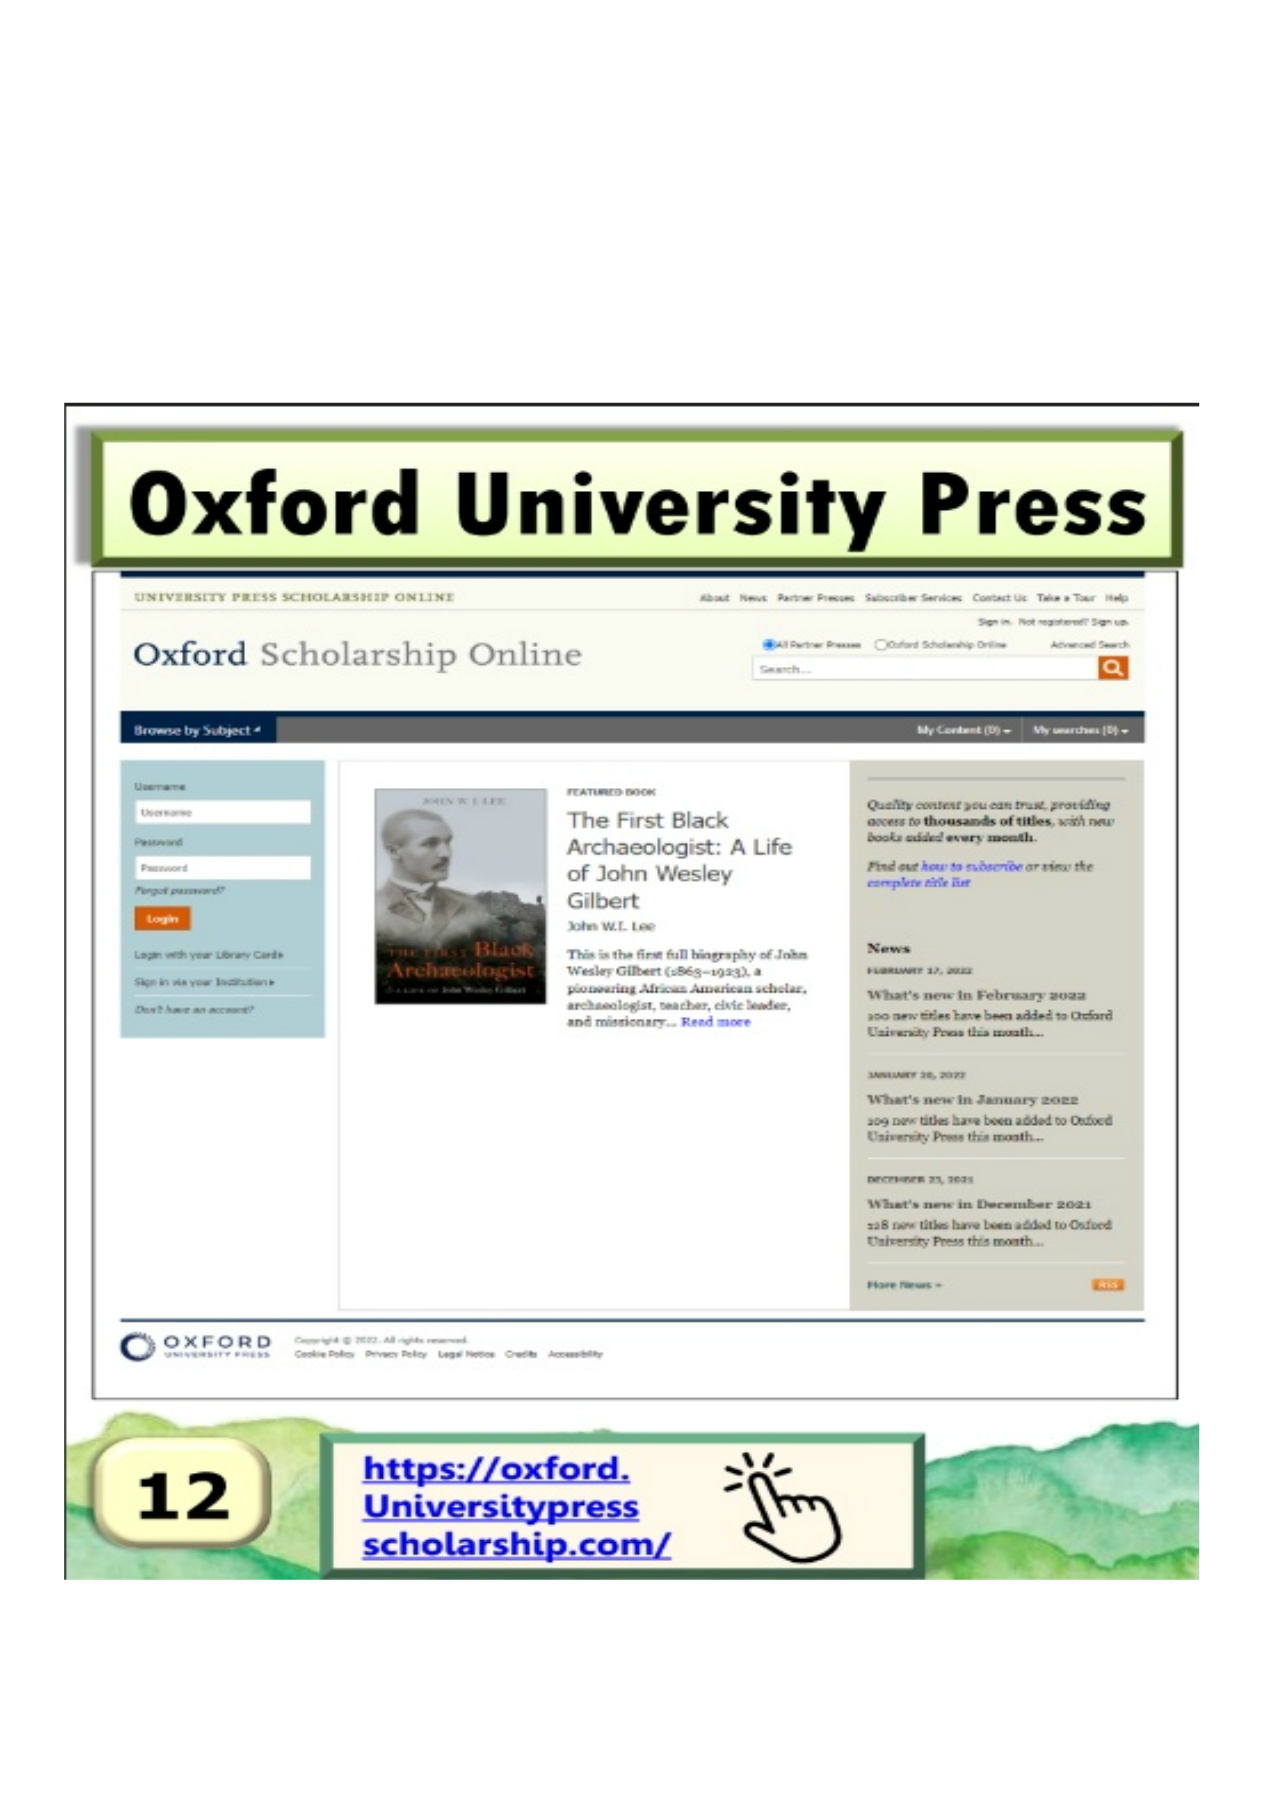 Oxford University Press
UNIVERSITY PRESS SCHOLARSHIP ONLINE
About News Partner Presses Subscriber Services Contact Us Take a Tour Help
Sign in. Not registered? Sign up.
Oxford Scholarship Online
All Partner Presses Oxford Scholarship Online Advanced Search
Search...
Browse by Subject
My Content (0) My searches (0)
Username
Username
Password
Password
Forgot password?
Login
Login with your Library Card»
Sign in via your Institution»
Don't have an account?
JOHN W. I. LEE
THE FIRST Black
Archaeologist
A LIFE OF John Wesley Gilbert
FEATURED BOOK
The First Black
Archaeologist: A Life
of John Wesley
Gilbert
John W.I. Lee
This is the first full biography of John
Wesley Gilbert (1863–1923), a
pioneering African American scholar,
archaeologist, teacher, civic leader,
and missionary... Read more
Quality content you can trust, providing
access to thousands of titles, with new
books added every month.
Find out how to subscribe or view the
complete title list
News
FEBRUARY 17, 2022
What's new in February 2022
100 new titles have been added to Oxford
University Press this month...
JANUARY 20, 2022
What's new in January 2022
109 new titles have been added to Oxford
University Press this month...
DECEMBER 23, 2021
What's new in December 2021
128 new titles have been added to Oxford
University Press this month...
More News »
RSS
OXFORD
UNIVERSITY PRESS
Copyright © 2022. All rights reserved.
Cookie Policy Privacy Policy Legal Notice Credits Accessibility
12
https://oxford.
Universitypress
scholarship.com/